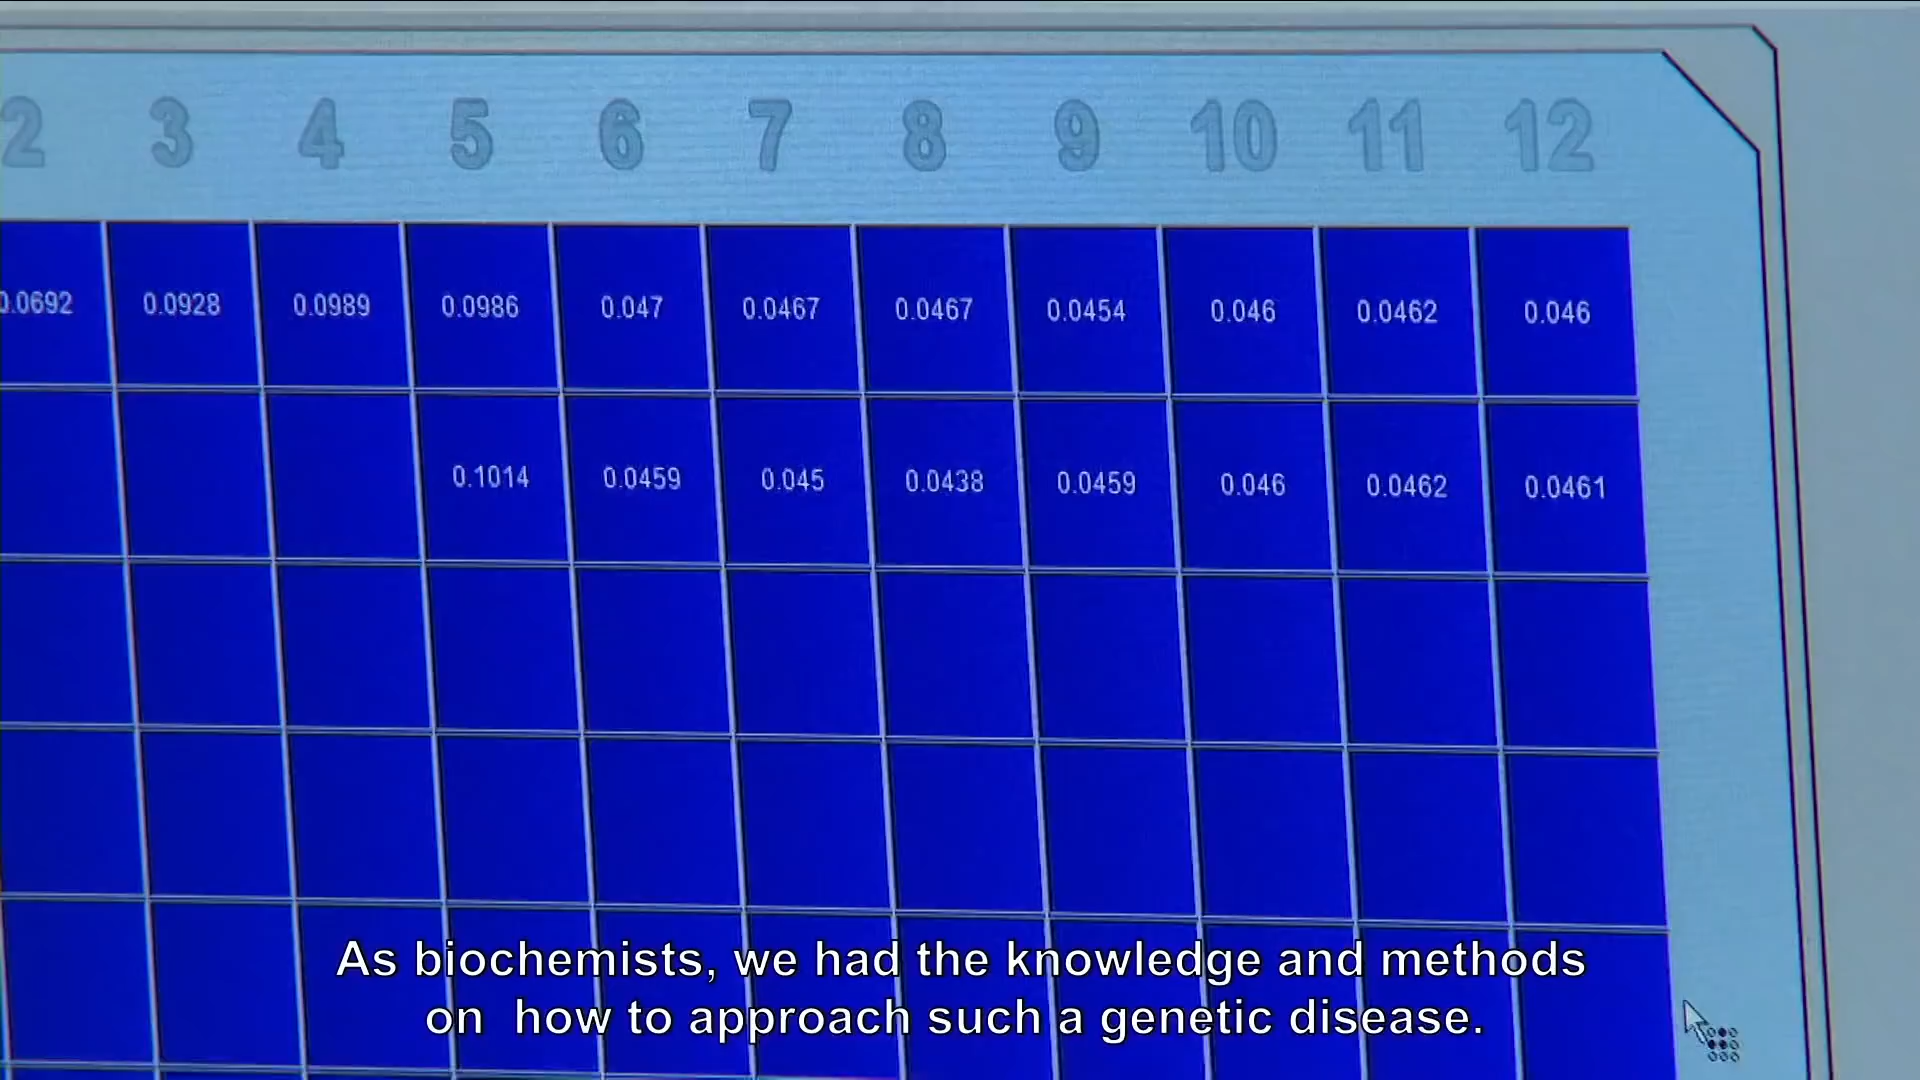 2 3 4 5 6 7 8 9 10 11 12
0.0692 0.0928 0.0989 0.0986 0.047 0.0467 0.0467 0.0454 0.046 0.0462 0.046
0.1014 0.0459 0.045 0.0438 0.0459 0.046 0.0462 0.0461
As biochemists, we had the knowledge and methods
on how to approach such a genetic disease.